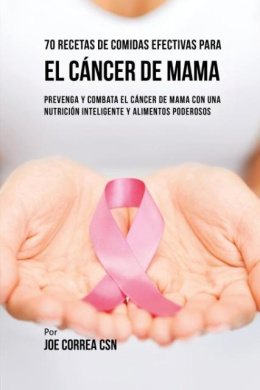 70 RECETAS DE COMIDAS EFECTIVAS PARA
EL CÁNCER DE MAMA
PREVENGA Y COMBATA EL CÁNCER DE MAMA CON UNA
NUTRICIÓN INTELIGENTE Y ALIMENTOS PODEROSOS
Por
JOE CORREA CSN